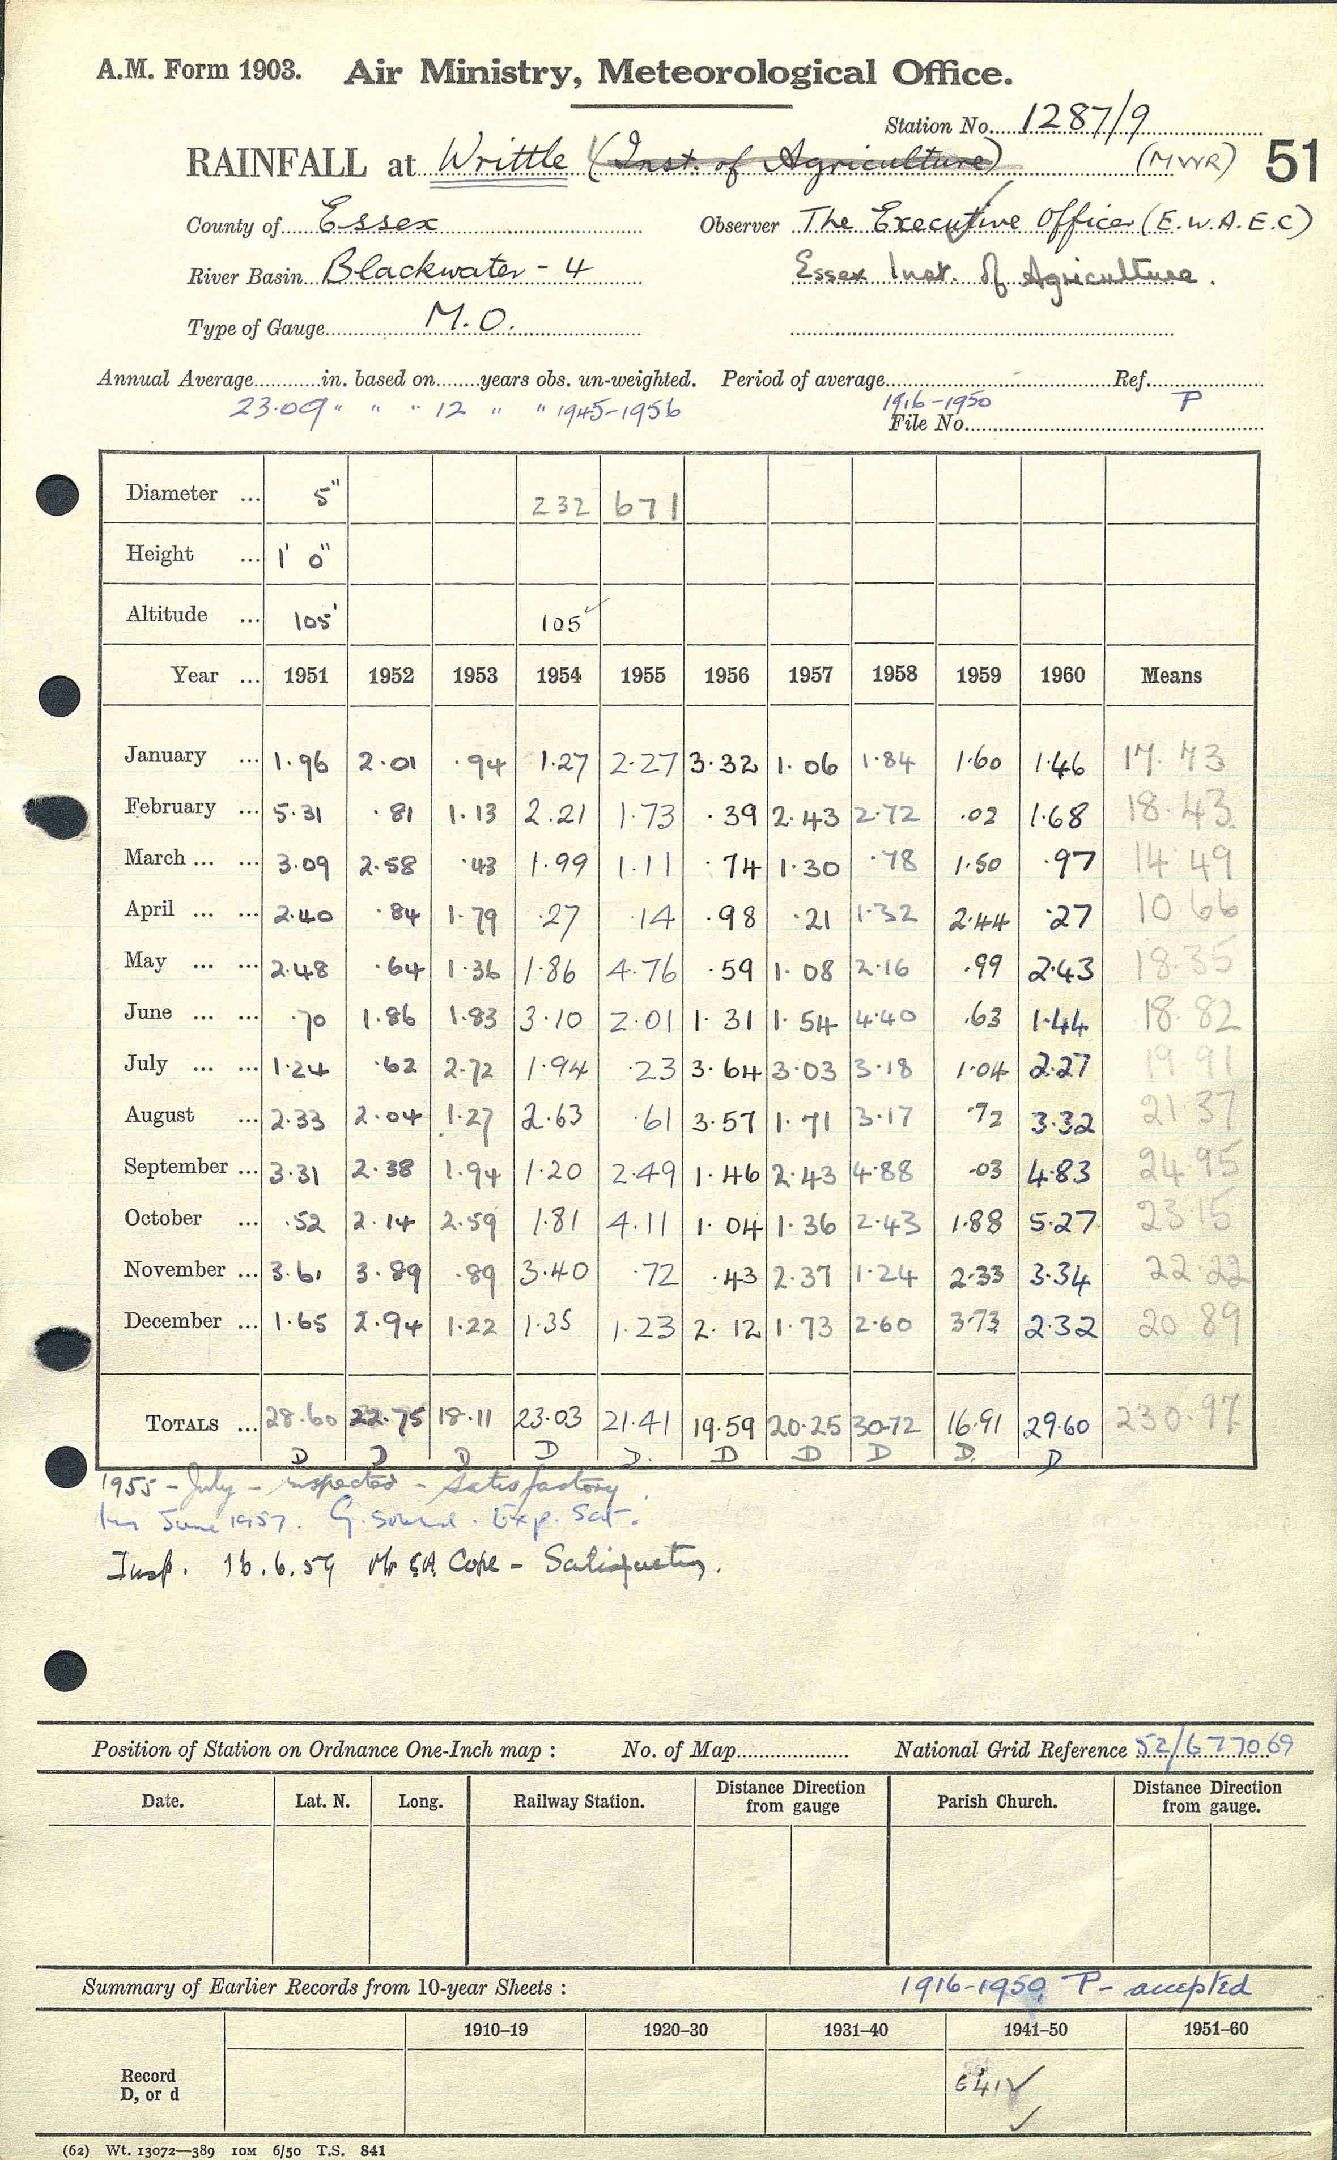 A.M. Form 1903. Air Ministry, Meteorological Office.
Station No. 1287/9
RAINFALL at Writtle (Inst. of Agriculture) (MWR) 51
County of Essex Observer The Executive Officer (E.W.A.E.C)
River Basin Blackwater - 4 Essex Inst. of Agriculture.
Type of Gauge M.O.
Annual Average in. based on years obs. un-weighted. Period of average Ref.
23.09 " " " 12 " " 1945-1956 1916-1950 P
File No.
Diameter ... 5" 232 671
Height ... 1' 0"
Altitude ... 105' 105
Year ... 1951 1952 1953 1954 1955 1956 1957 1958 1959 1960 Means
January ... 1.96 2.01 .94 1.27 2.27 3.32 1.06 1.84 1.60 1.46 17.73
February ... 5.31 .81 1.13 2.21 1.73 .39 2.43 2.72 .02 1.68 18.43
March ... ... 3.09 2.58 .43 1.99 1.11 .74 1.30 .78 1.50 .97 14 49
April ... ... 2.40 .84 1.79 .27 .14 .98 .21 1.32 2.44 .27 10 66
May ... ... 2.48 .64 1.36 1.86 4.76 .59 1.08 2.16 .99 2.43 18.35
June ... ... .70 1.86 1.83 3.10 2.01 1.31 1.54 4.40 .63 1.44 18.82
July ... ... 1.24 .62 2.72 1.94 .23 3.64 3.03 3.18 1.04 2.27 19 91
August ... 2.33 2.04 1.27 2.63 .61 3.57 1.71 3.17 .72 3.32 21.37
September ... 3.31 2.38 1.94 1.20 2.49 1.46 2.43 4.88 .03 4.83 24.95
October ... .52 2.14 2.59 1.81 4.11 1.04 1.36 2.43 1.88 5.27 23.15
November ... 3.61 3.89 .89 3.40 .72 .43 2.37 1.24 2.33 3.34 22.22
December ... 1.65 2.94 1.22 1.35 1.23 2.12 1.73 2.60 3.73 2.32 20 89
TOTALS ... 28.60 22.75 18.11 23.03 21.41 19.59 20.25 30.72 16.91 29.60 230.97
D D D D D. D D D D. D
1955 - July - inspected - satisfactory.
June 1957. Exp. Sat.
Insp. 16.6.59 Cope - Satisfactory.
Position of Station on Ordnance One-Inch map : No. of Map National Grid Reference 52/677069
Date. Lat. N. Long. Railway Station. Distance Direction from gauge Parish Church. Distance Direction from gauge.
Summary of Earlier Records from 10-year Sheets : 1916-1950 P - accepted
1910–19 1920–30 1931–40 1941–50 1951–60
Record
D, or d
(62) Wt. 13072—389 10M 6/50 T.S. 841